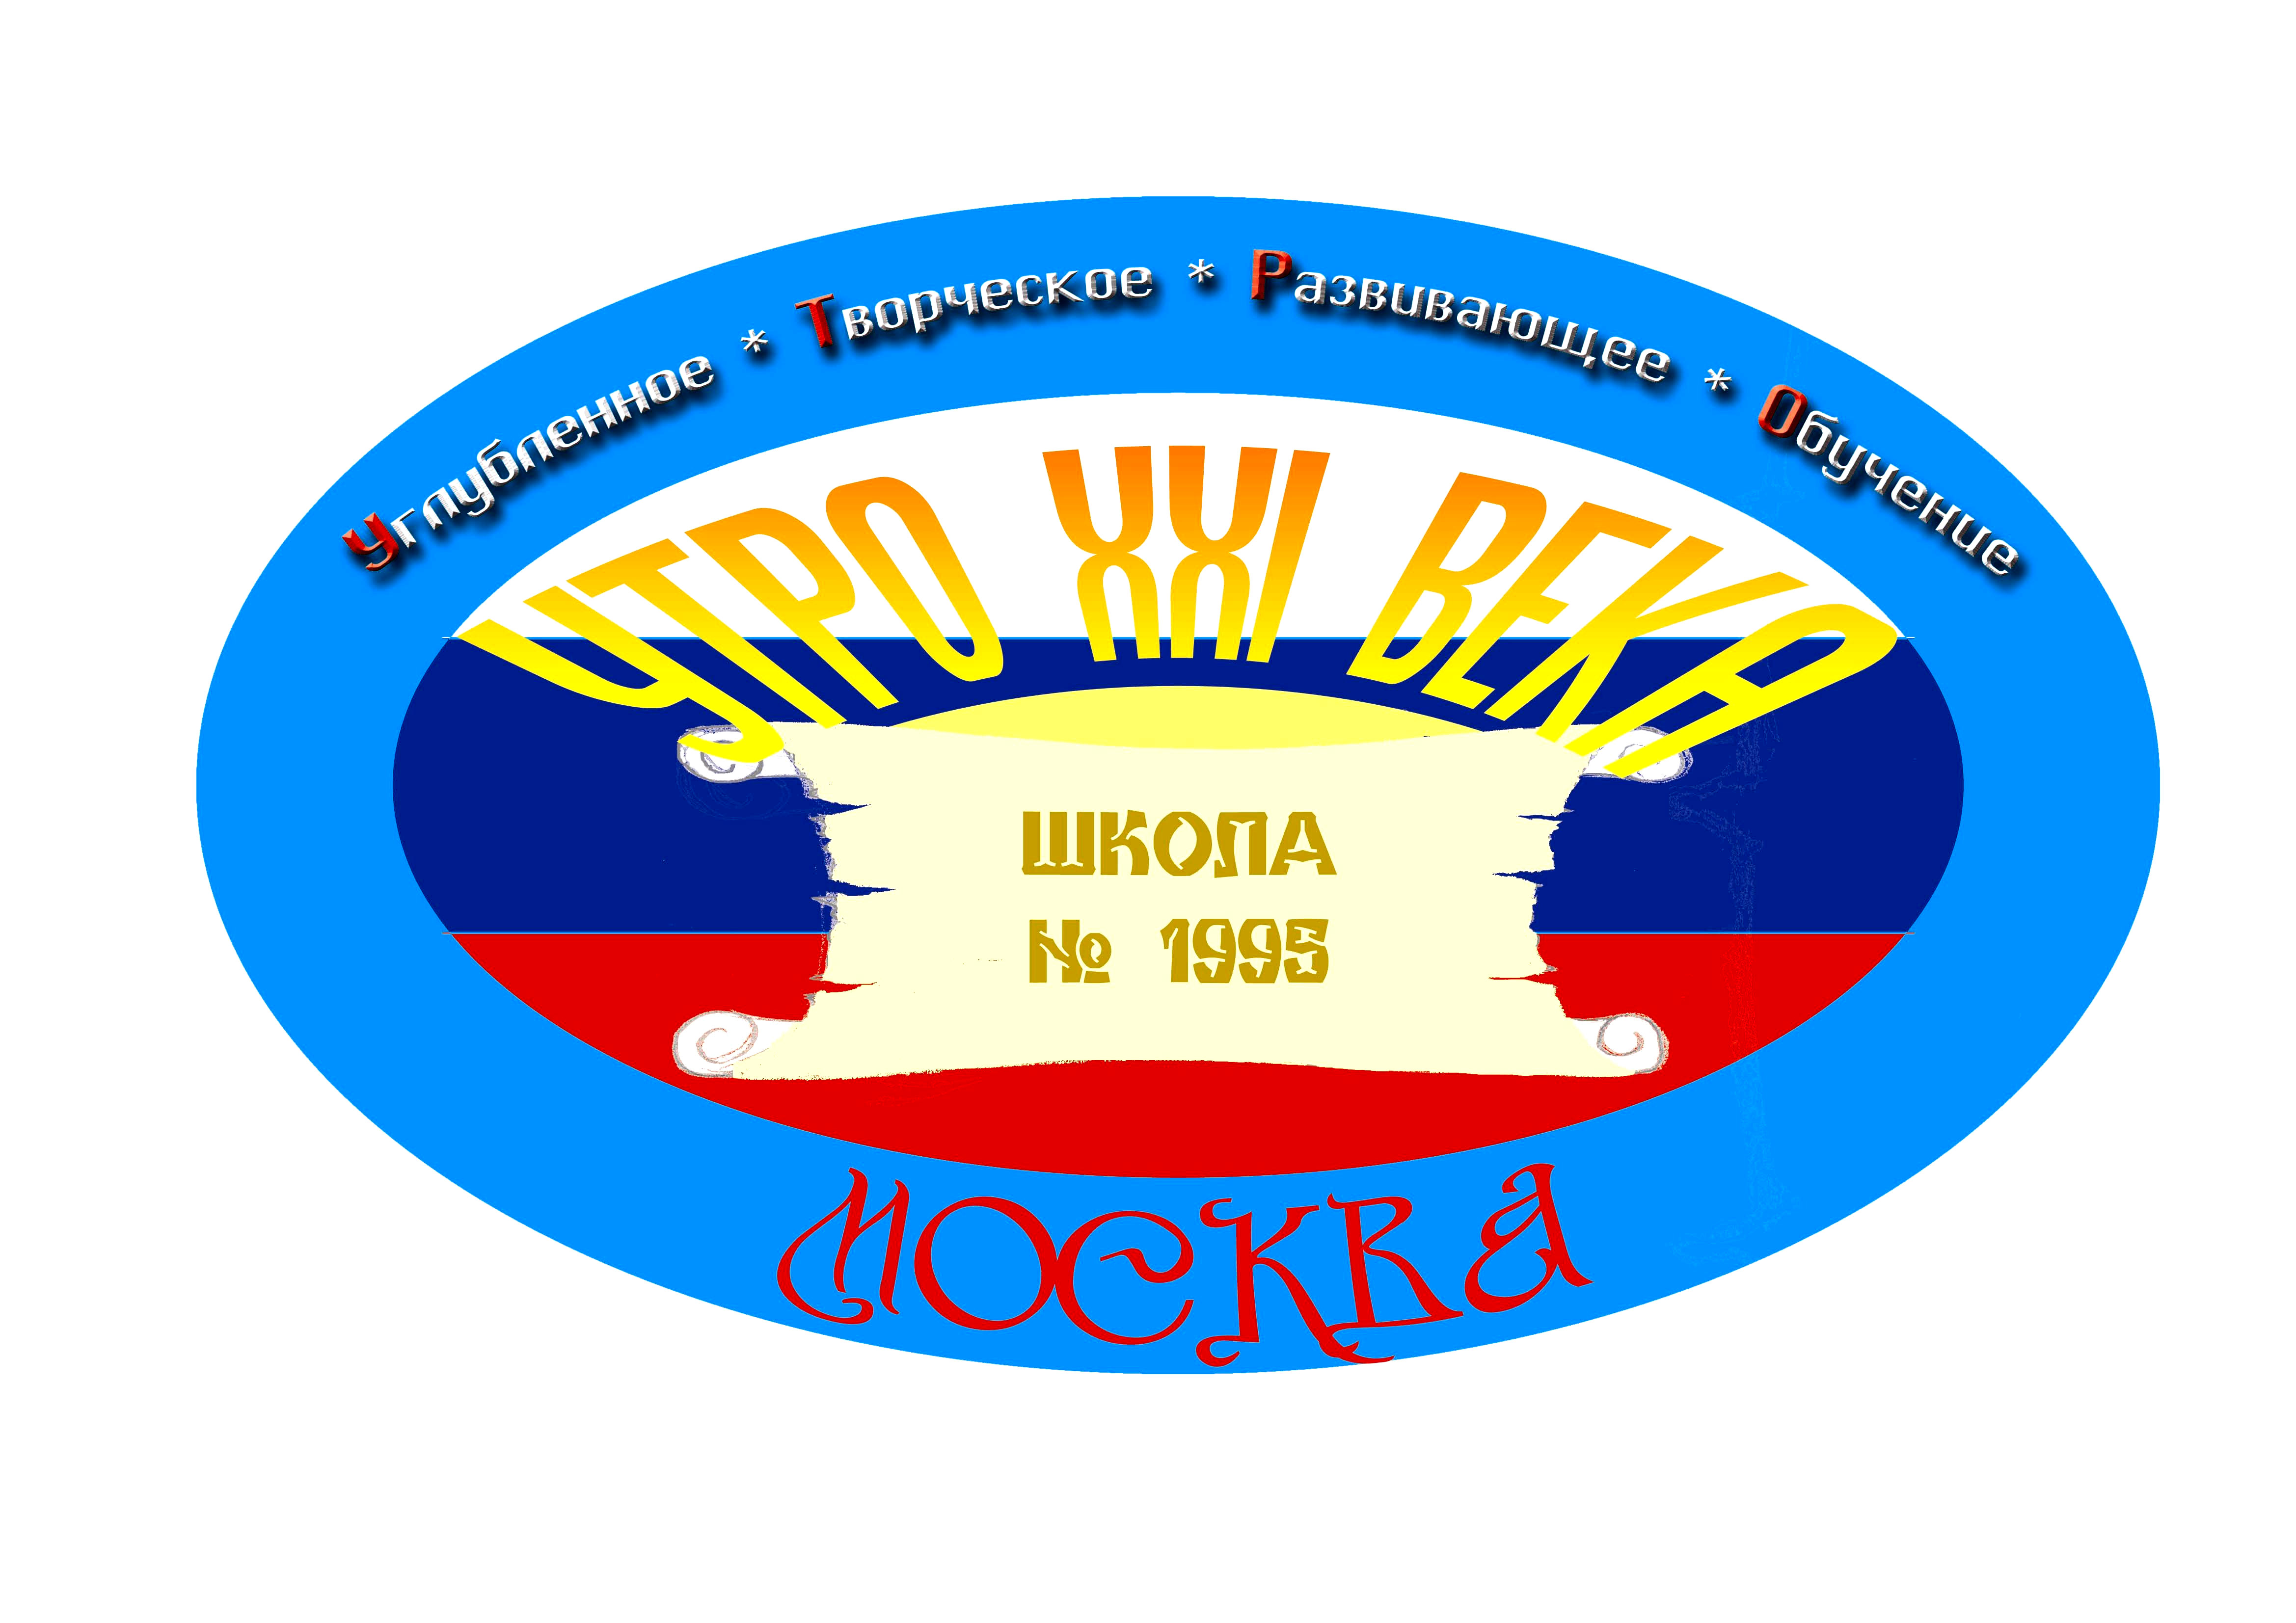 Углубленное * Творческое * Развивающее * Обучение
УТРО XXI ВЕКА
ШКОЛА
№ 1995
МОСКВА